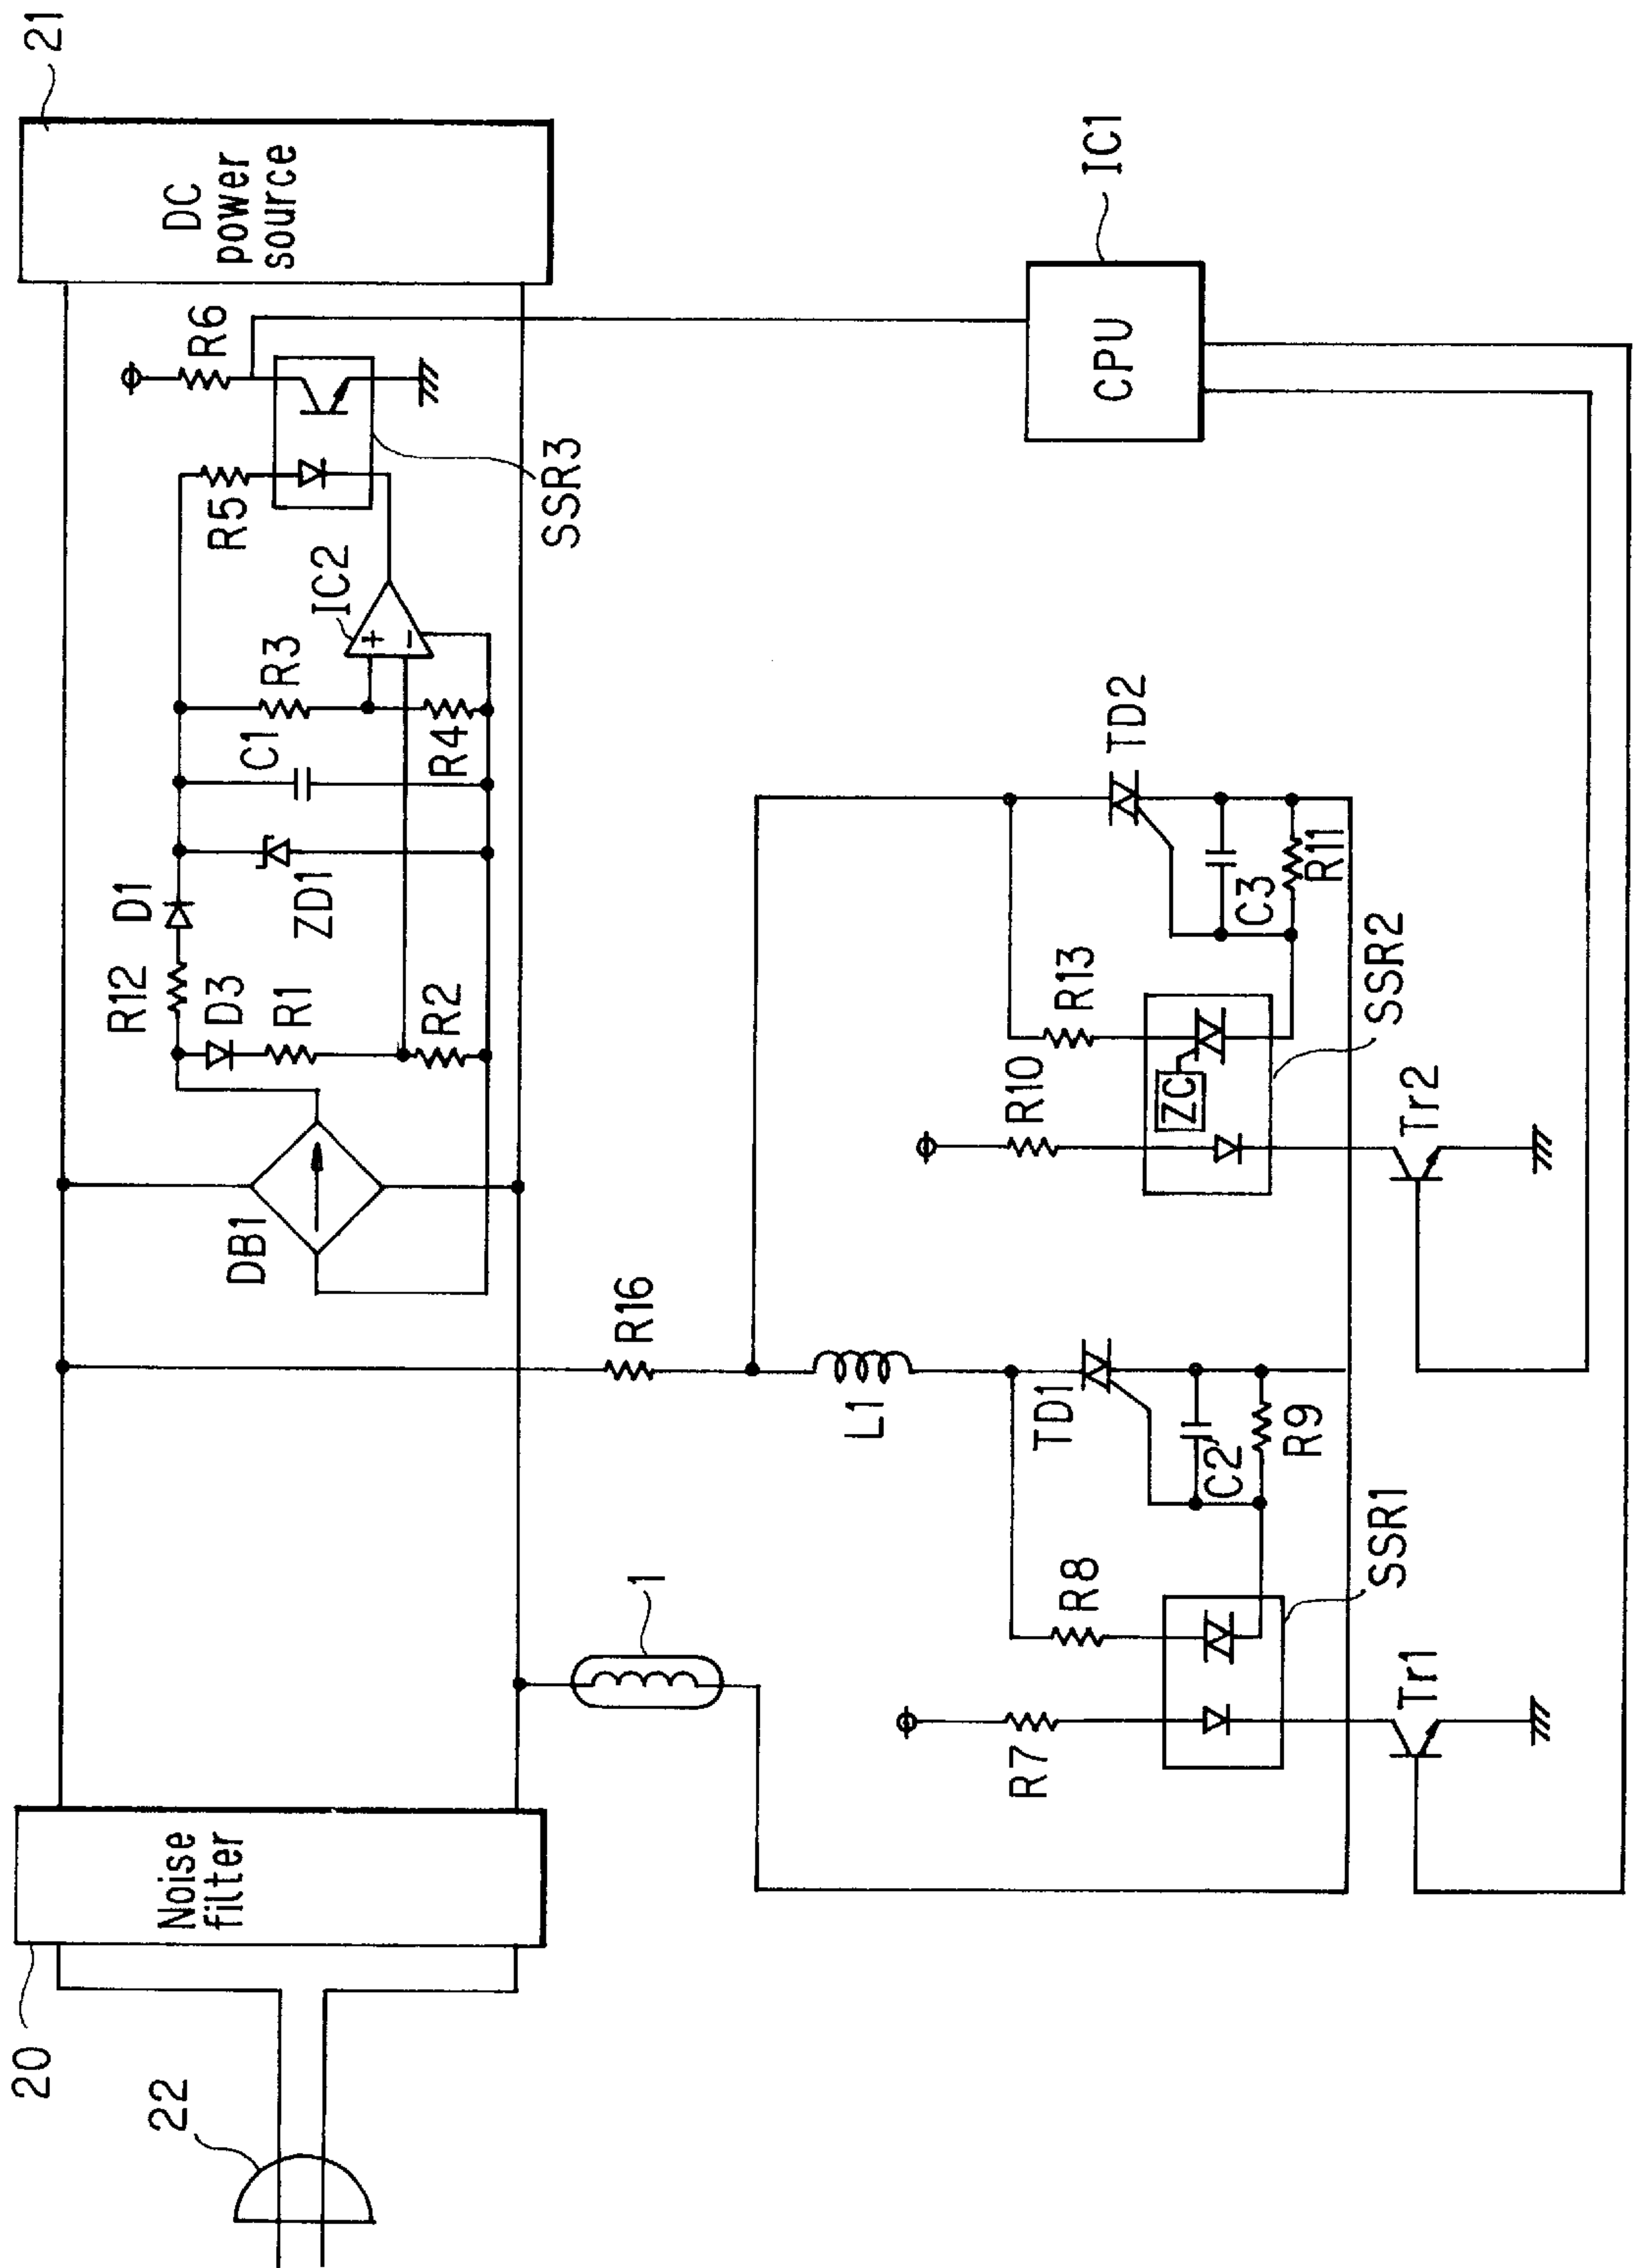 21
DC
power
source
R6
R5
SSR3
IC2
R3
+
−
C1
R4
D1
ZD1
R12
D3
R1
R2
DB1
IC1
CPU
TD2
R13
C3
R11
R10
ZC
SSR2
Tr2
R16
L1
TD1
C2
R9
R8
SSR1
1
R7
Tr1
Noise
filter
20
22